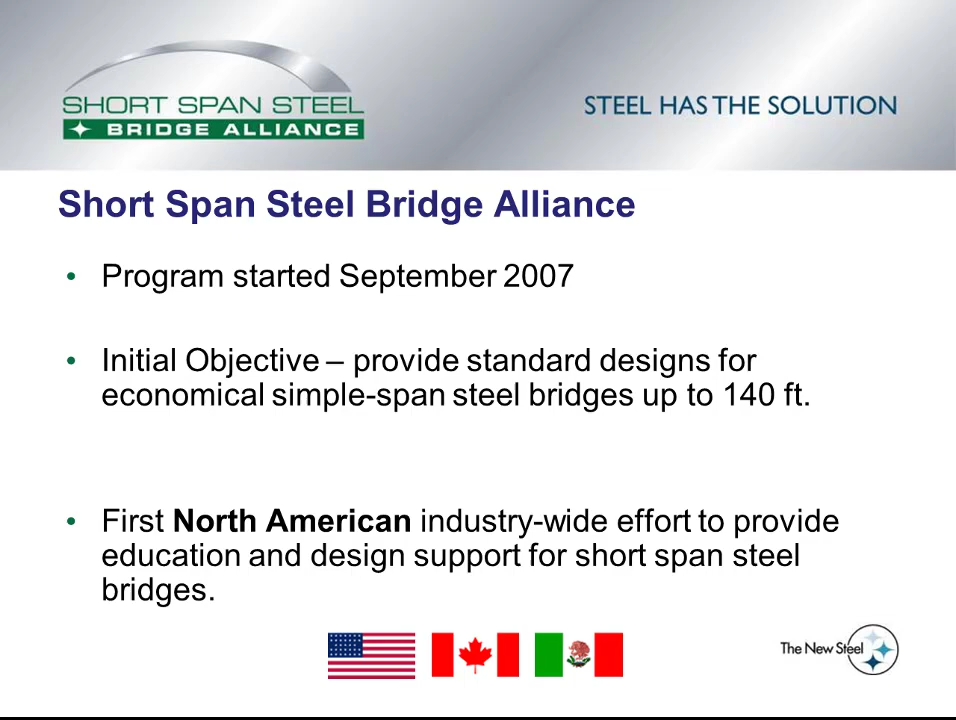 SHORT SPAN STEEL
BRIDGE ALLIANCE
STEEL HAS THE SOLUTION
Short Span Steel Bridge Alliance
• Program started September 2007
• Initial Objective – provide standard designs for
economical simple-span steel bridges up to 140 ft.
• First North American industry-wide effort to provide
education and design support for short span steel
bridges.
The New Steel